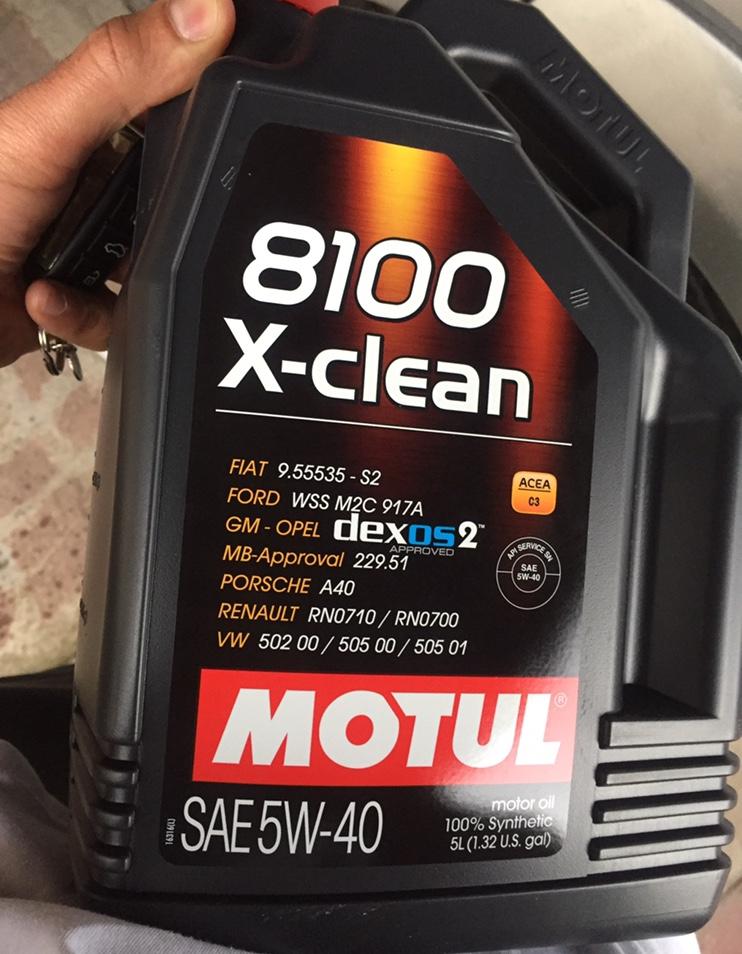 MOTUL
8100
X-clean
FIAT 9.55535 - S2
FORD WSS M2C 917A
GM - OPEL dexos2™
APPROVED
MB-Approval 229.51
PORSCHE A40
RENAULT RN0710 / RN0700
VW 502 00 / 505 00 / 505 01
ACEA
C3
API SERVICE SN
SAE
5W-40
MOTUL®
SAE 5W-40
motor oil
100% Synthetic
5L (1.32 U.S. gal)